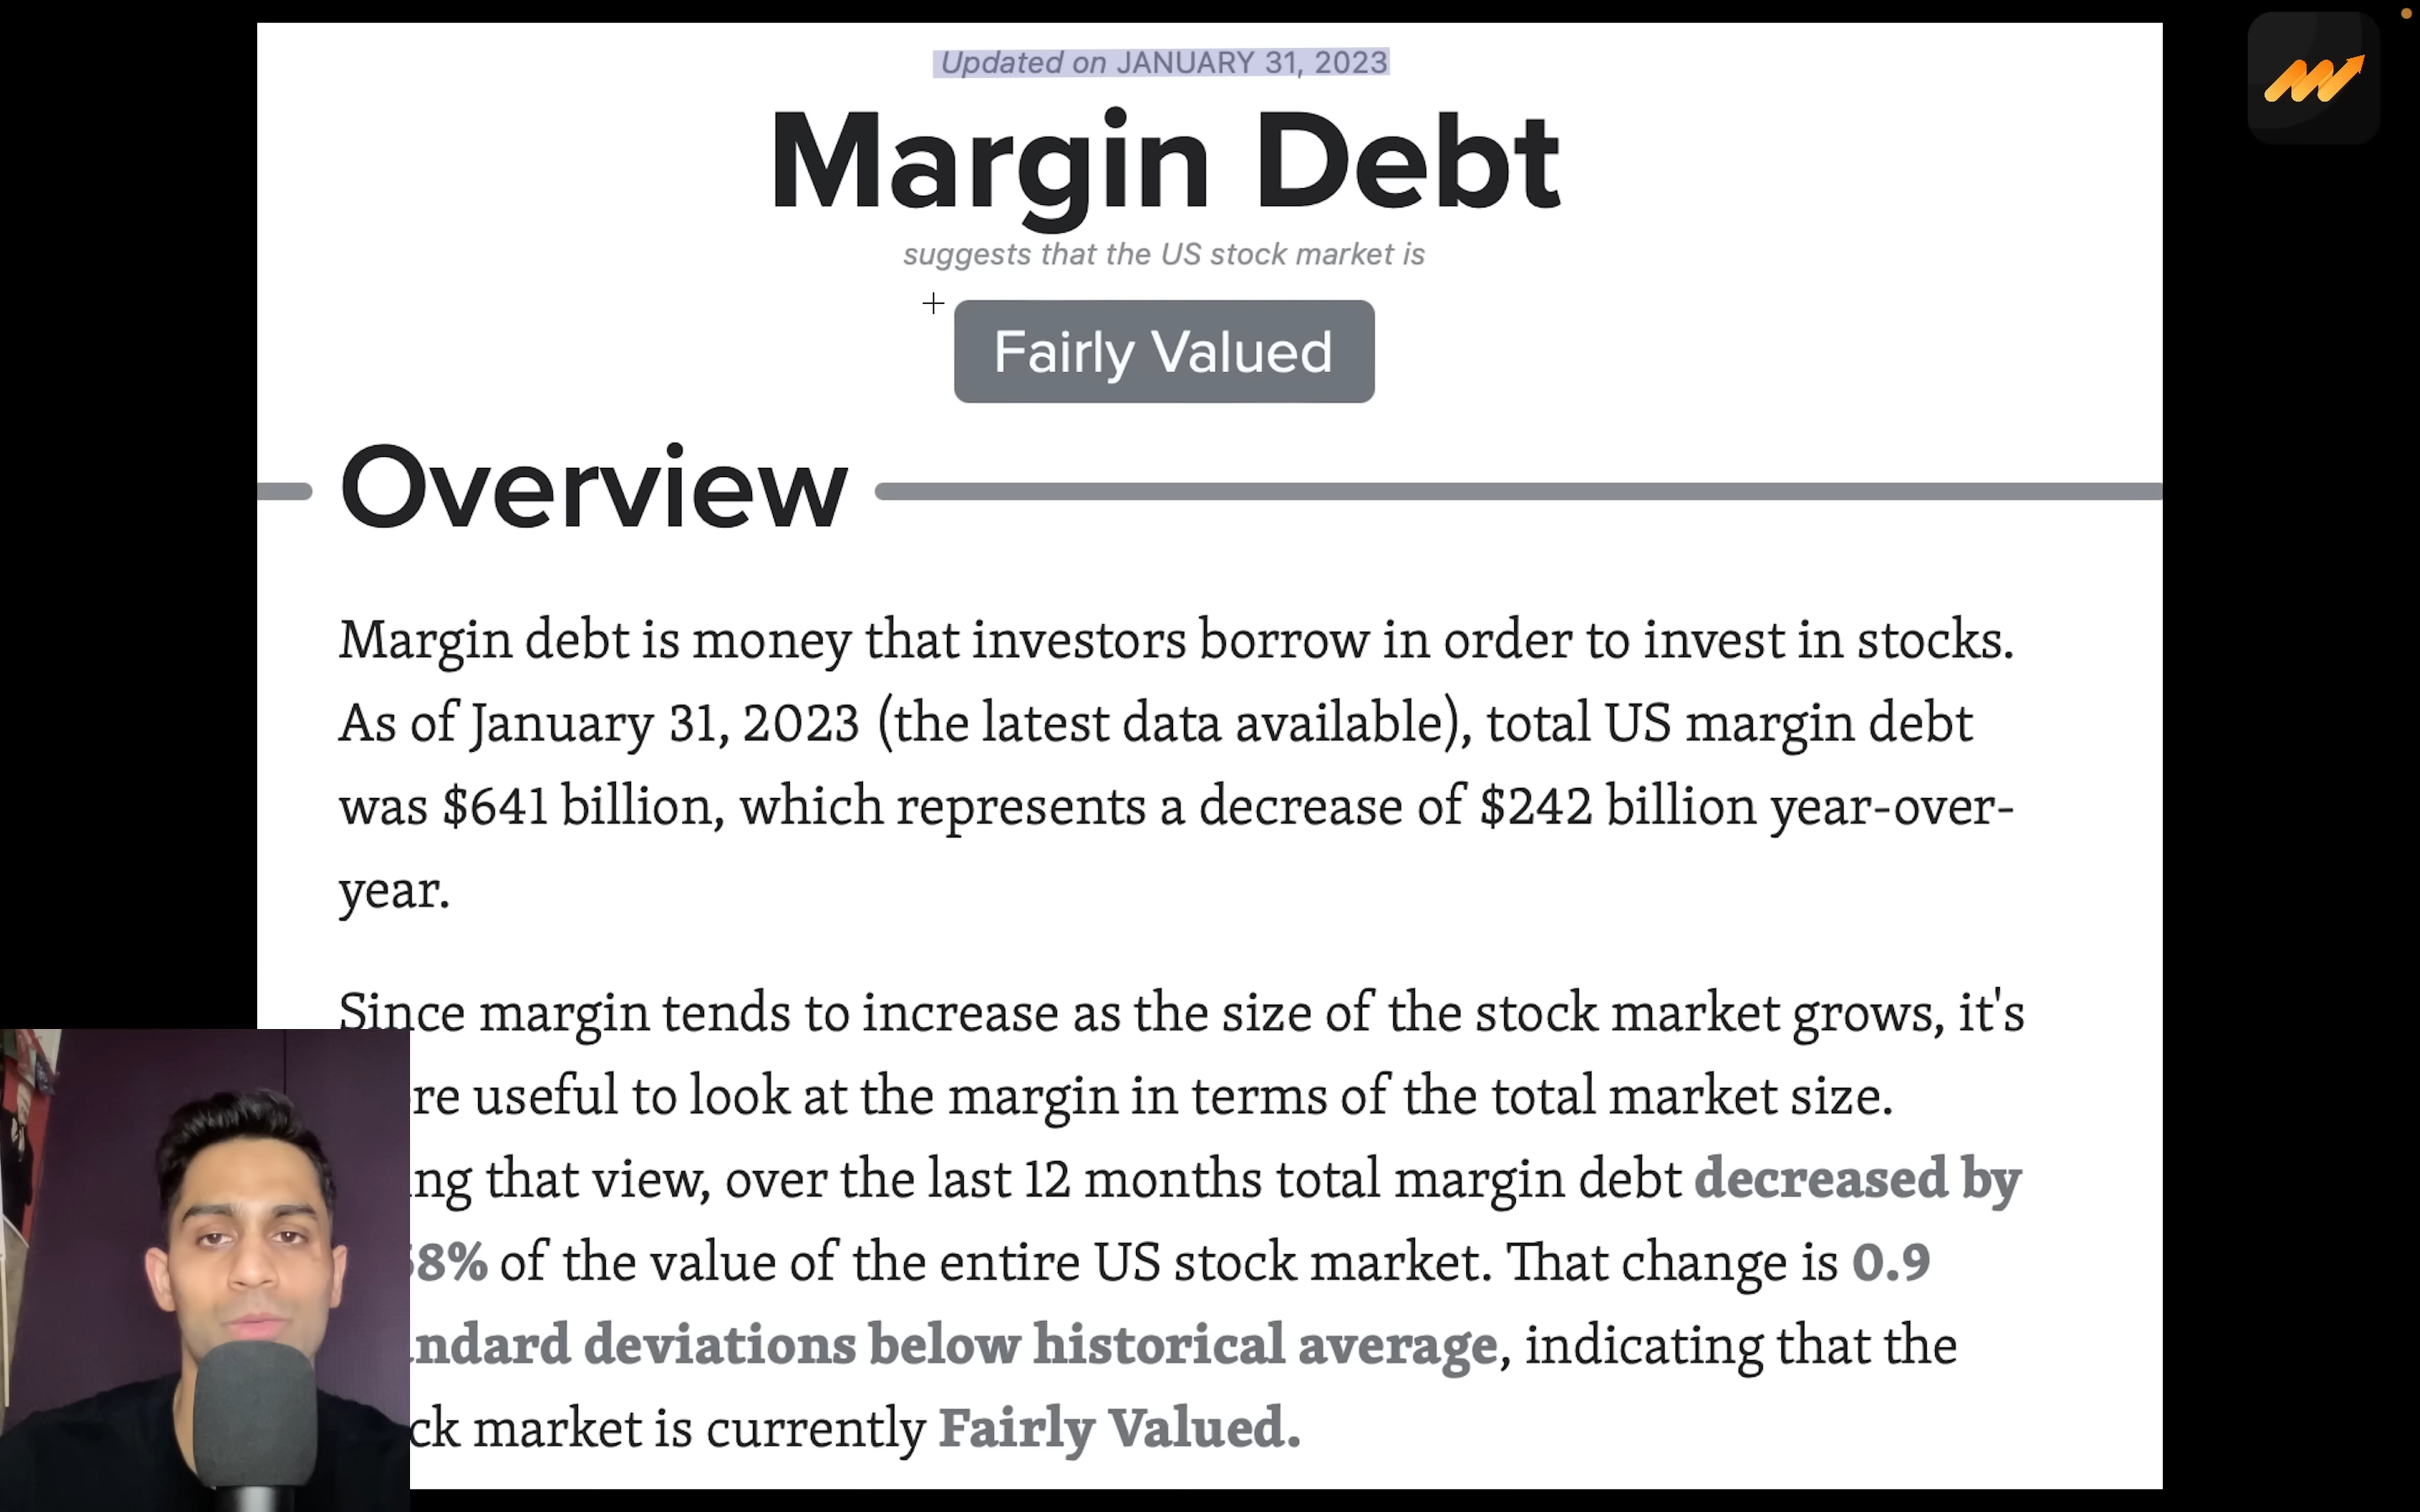 Updated on JANUARY 31, 2023
Margin Debt
suggests that the US stock market is
Fairly Valued
Overview
Margin debt is money that investors borrow in order to invest in stocks.
As of January 31, 2023 (the latest data available), total US margin debt
was $641 billion, which represents a decrease of $242 billion year-over-
year.
Since margin tends to increase as the size of the stock market grows, it's
useful to look at the margin in terms of the total market size.
that view, over the last 12 months total margin debt decreased by
of the value of the entire US stock market. That change is 0.9
deviations below historical average, indicating that the
market is currently Fairly Valued.